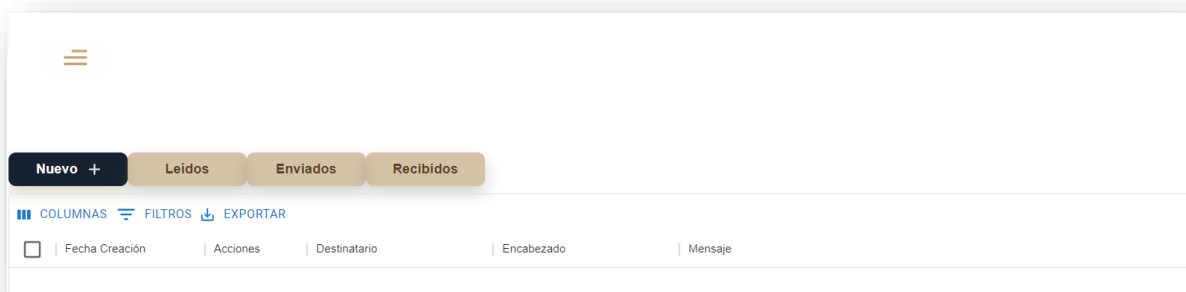 Nuevo +
Leídos
Enviados
Recibidos
COLUMNAS FILTROS EXPORTAR
Fecha Creación Acciones Destinatario Encabezado Mensaje